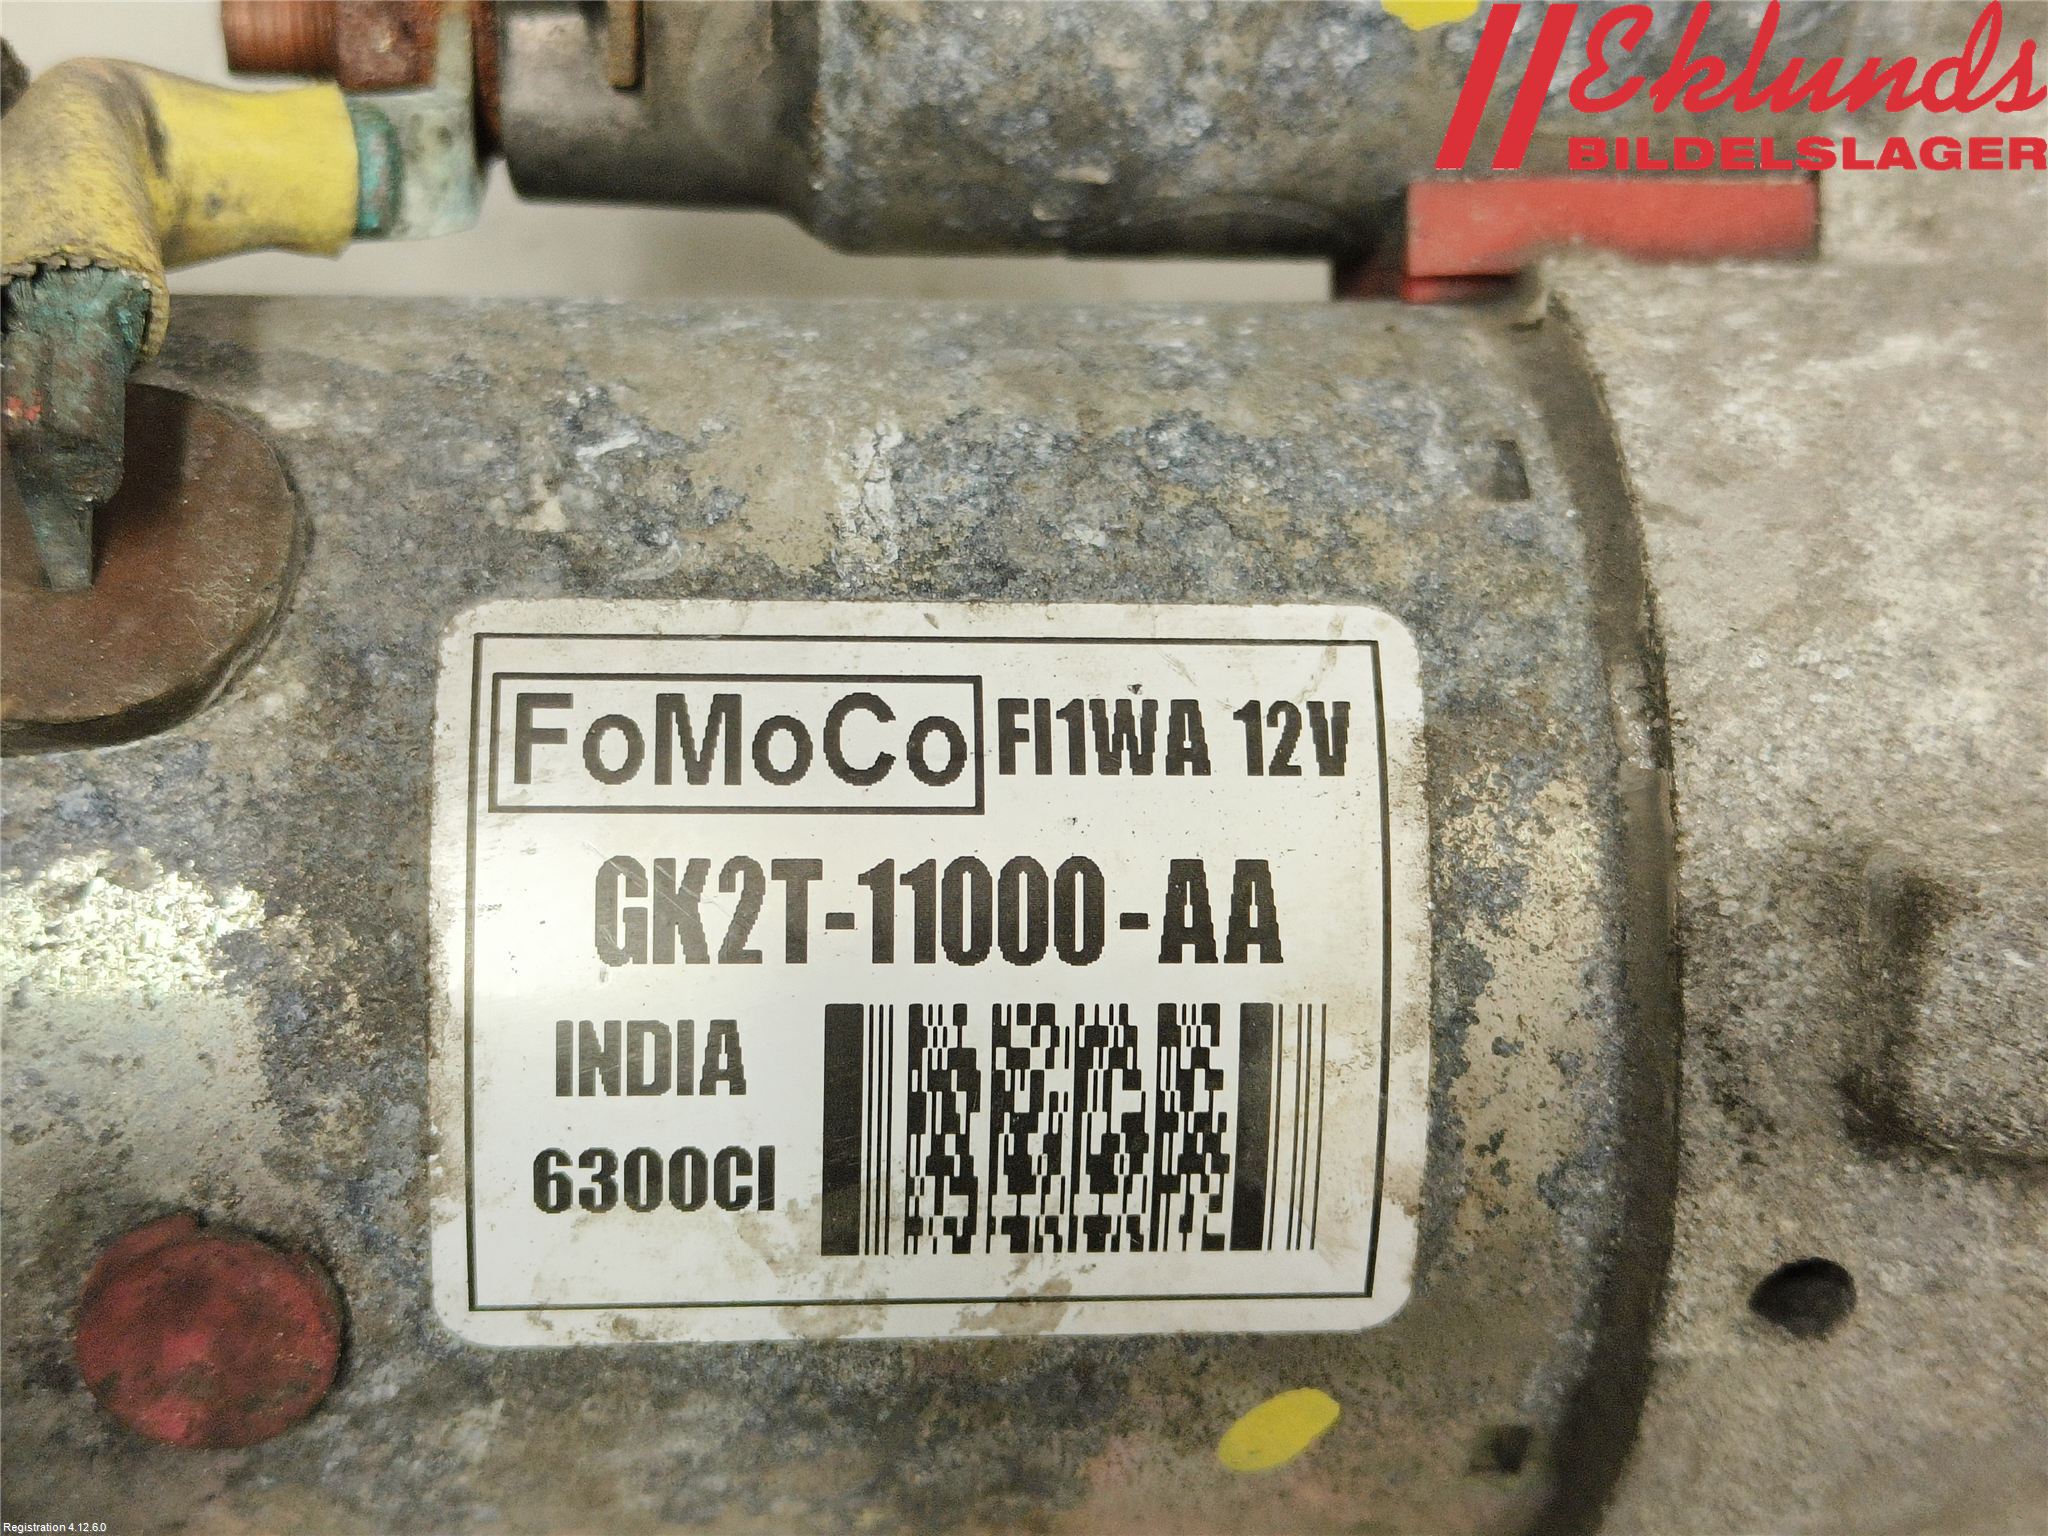 Eklunds
BILDELSLAGER
FoMoCo FI1WA 12V
GK2T-11000-AA
INDIA
6300CI
Registration 4.12.6.0